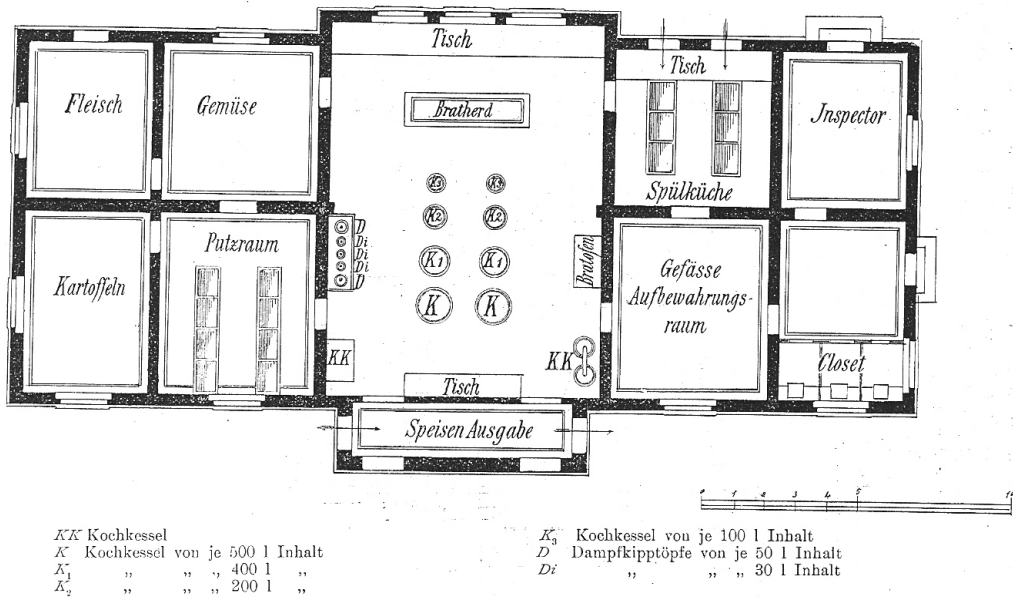 Tisch
Fleisch
Gemüse
Bratherd
Tisch
Inspector
K3 K3
Spülküche
K2 K2
D
Di
Di
Di
D
Putzraum
K1 K1
Bratofen
Gefässe
Aufbewahrungs-
raum
Kartoffeln
K K
KK
KK
Tisch
Closet
Speisen Ausgabe
0 1 2 3 4 5 10
KK Kochkessel
K Kochkessel von je 500 l Inhalt
K₁ „ „ „ 400 l „
K₂ „ „ „ 200 l „
K₃ Kochkessel von je 100 l Inhalt
D Dampfkipptöpfe von je 50 l Inhalt
Di „ „ „ 30 l Inhalt